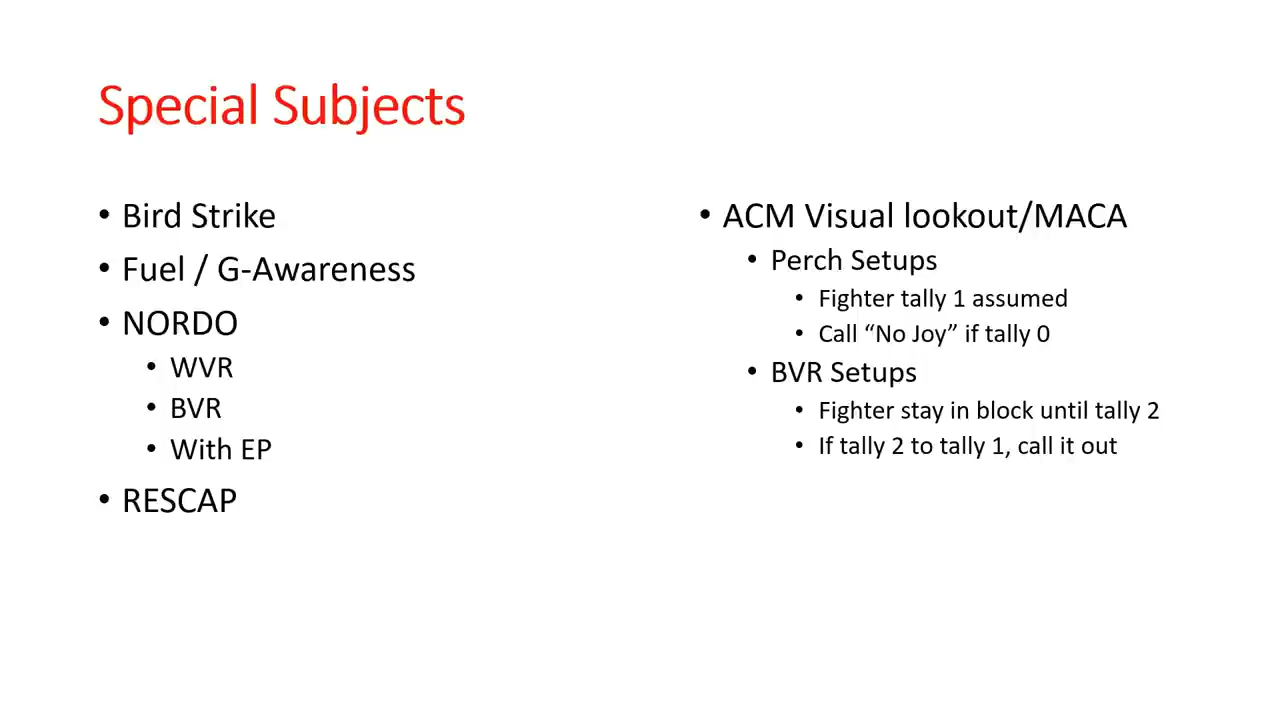 Special Subjects
• Bird Strike
• Fuel / G-Awareness
• NORDO
• WVR
• BVR
• With EP
• RESCAP
• ACM Visual lookout/MACA
• Perch Setups
• Fighter tally 1 assumed
• Call “No Joy” if tally 0
• BVR Setups
• Fighter stay in block until tally 2
• If tally 2 to tally 1, call it out